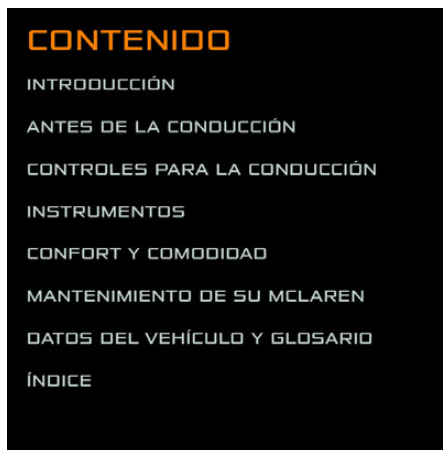 CONTENIDO
INTRODUCCIÓN
ANTES DE LA CONDUCCIÓN
CONTROLES PARA LA CONDUCCIÓN
INSTRUMENTOS
CONFORT Y COMODIDAD
MANTENIMIENTO DE SU MCLAREN
DATOS DEL VEHÍCULO Y GLOSARIO
ÍNDICE